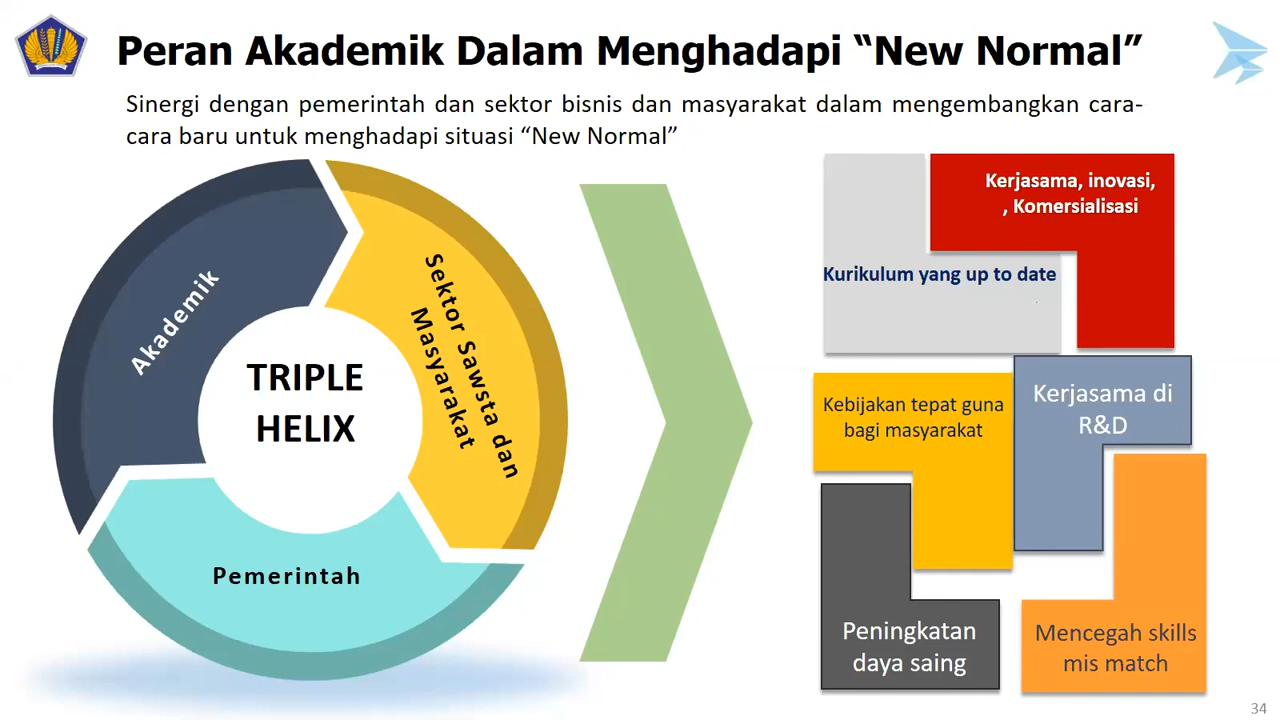 Peran Akademik Dalam Menghadapi “New Normal”
Sinergi dengan pemerintah dan sektor bisnis dan masyarakat dalam mengembangkan cara-
cara baru untuk menghadapi situasi “New Normal”
Akademik
Sektor Sawsta dan
Masyarakat
TRIPLE
HELIX
Pemerintah
Kerjasama, inovasi,
, Komersialisasi
Kurikulum yang up to date
Kebijakan tepat guna
bagi masyarakat
Kerjasama di
R&D
Peningkatan
daya saing
Mencegah skills
mis match
34